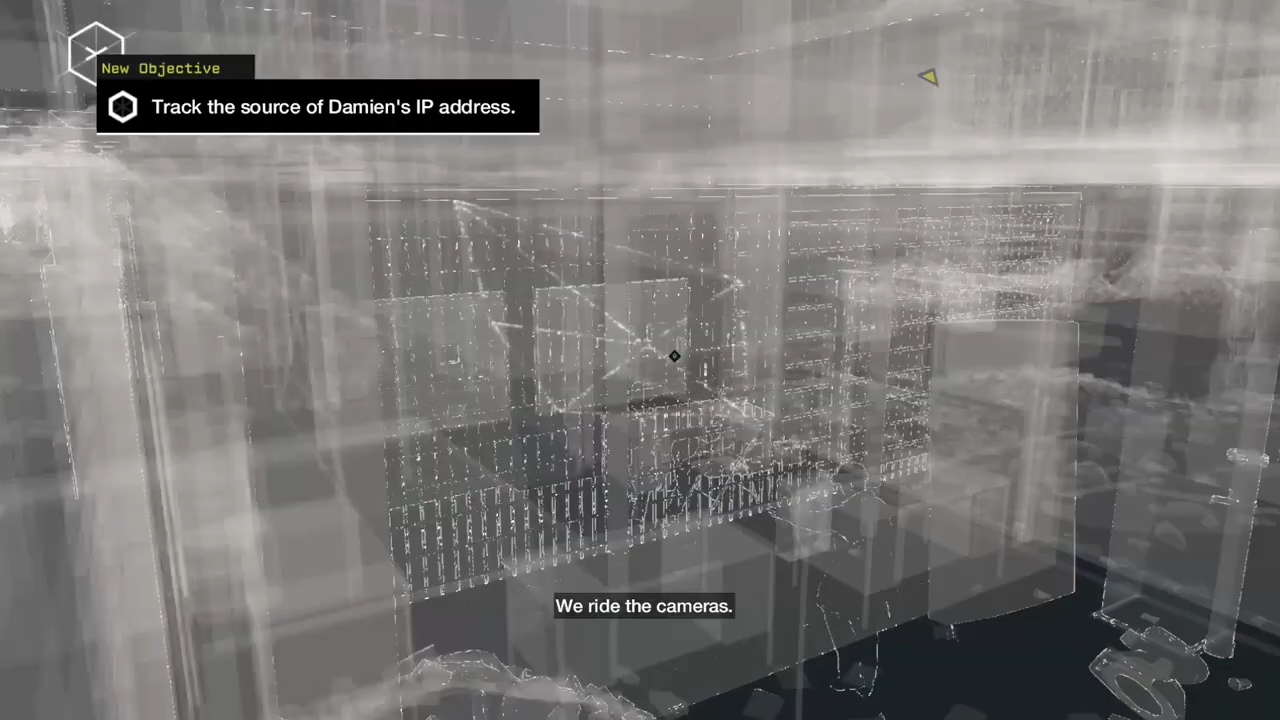 New Objective
Track the source of Damien's IP address.
We ride the cameras.